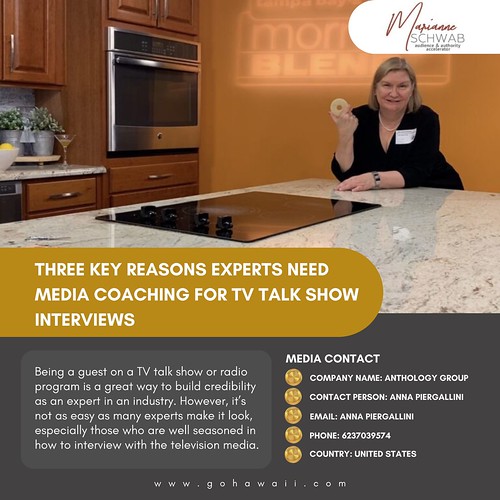 Marianne
SCHWAB
audience & authority
accelerator
tampa bay's
morning
BLEND
THREE KEY REASONS EXPERTS NEED
MEDIA COACHING FOR TV TALK SHOW
INTERVIEWS
Being a guest on a TV talk show or radio
program is a great way to build credibility
as an expert in an industry. However, it's
not as easy as many experts make it look,
especially those who are well seasoned in
how to interview with the television media.
MEDIA CONTACT
COMPANY NAME: ANTHOLOGY GROUP
CONTACT PERSON: ANNA PIERGALLINI
EMAIL: ANNA PIERGALLINI
PHONE: 6237039574
COUNTRY: UNITED STATES
www.gohawaii.com